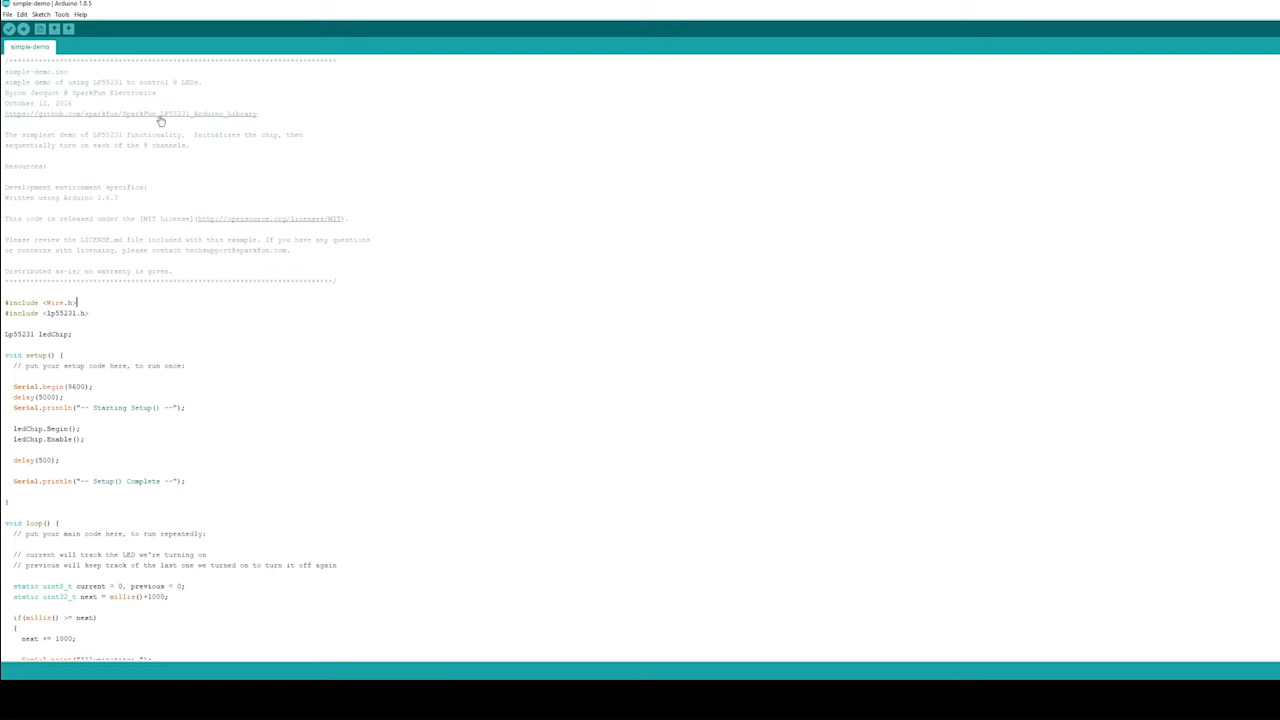 simple-demo | Arduino 1.8.5
File Edit Sketch Tools Help
simple-demo
/******************************************************************************
simple-demo.ino
simple demo of using LP55231 to control 9 LEDs.
Byron Jacquot @ SparkFun Electronics
October 12, 2016
https://github.com/sparkfun/SparkFun_LP55231_Arduino_Library
The simplest demo of LP55231 functionality.  Initializes the chip, then
sequentially turn on each of the 8 channels.
Resources:
Development environment specifics:
Written using Arduino 1.6.5
This code is released under the [MIT License](http://opensource.org/licenses/MIT).
Please review the LICENSE.md file included with this example. If you have any questions
or concerns with licensing, please contact techsupport@sparkfun.com.
Distributed as-is; no warranty is given.
******************************************************************************/
#include <Wire.h>
#include <lp55231.h>
Lp55231 ledChip;
void setup() {
// put your setup code here, to run once:
Serial.begin(9600);
delay(5000);
Serial.println("-- Starting Setup() --");
ledChip.Begin();
ledChip.Enable();
delay(500);
Serial.println("-- Setup() Complete --");
}
void loop() {
// put your main code here, to run repeatedly:
// current will track the LED we're turning on
// previous will keep track of the last one we turned on to turn it off again
static uint8_t current = 0, previous = 0;
static uint32_t next = millis()+1000;
if(millis() >= next)
{
next += 1000;